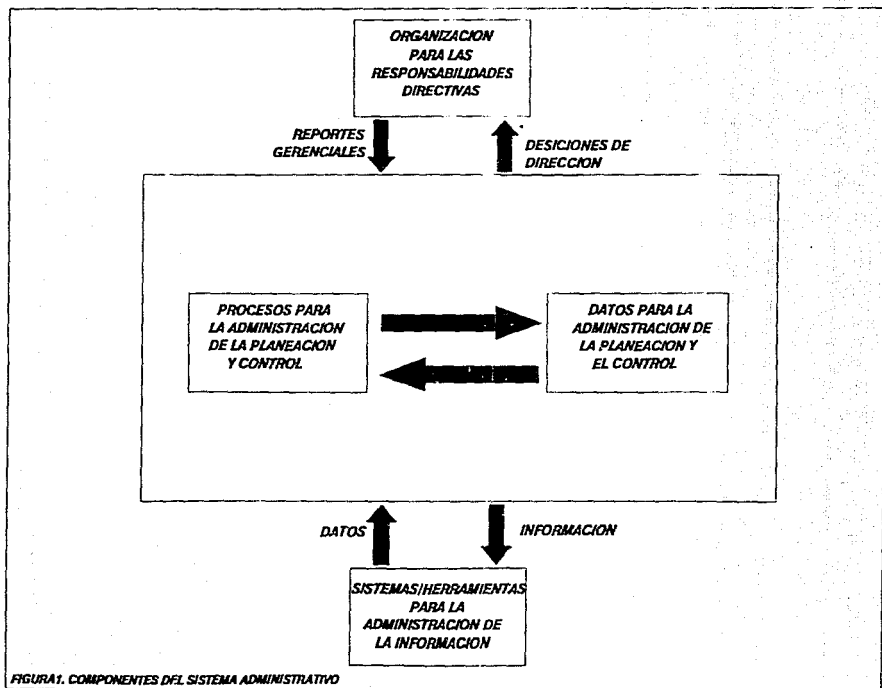 ORGANIZACION
PARA LAS
RESPONSABILIDADES
DIRECTIVAS
REPORTES
GERENCIALES
DESICIONES DE
DIRECCION
PROCESOS PARA
LA ADMINISTRACION
DE LA PLANEACION
Y CONTROL
DATOS PARA LA
ADMINISTRACION DE
LA PLANEACION Y
EL CONTROL
DATOS
INFORMACION
SISTEMAS/HERRAMIENTAS
PARA LA
ADMINISTRACION DE
LA INFORMACION
FIGURA1. COMPONENTES DEL SISTEMA ADMINISTRATIVO